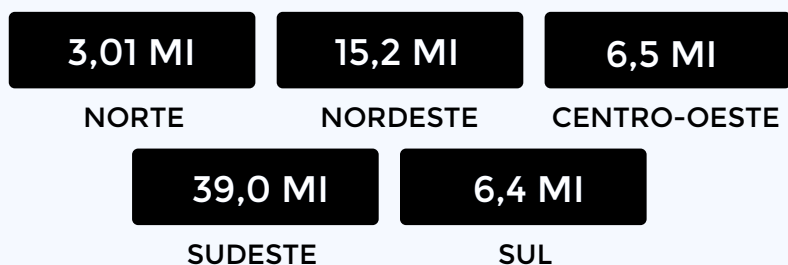 3,01 MI 15,2 MI 6,5 MI
NORTE NORDESTE CENTRO-OESTE
39,0 MI 6,4 MI
SUDESTE SUL